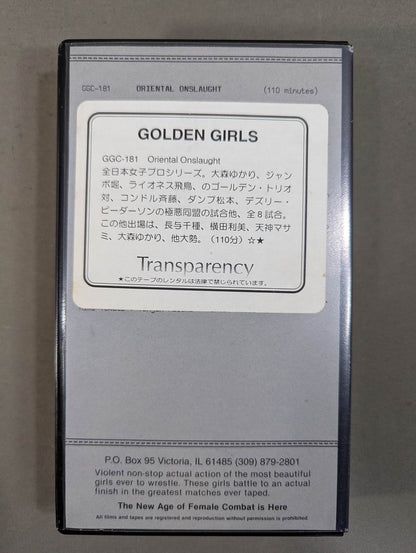 GGC-181 ORIENTAL ONSLAUGHT (110 minutes)
GOLDEN GIRLS
GGC-181 Oriental Onslaught
全日本女子プロシリーズ。大森ゆかり、ジャン
ボ堀、ライオネス飛鳥、のゴールデン・トリオ
対、コンドル斉藤、ダンプ松本、デズリー・
ピーダーソンの極悪同盟の試合他、全8試合。
この他出場は、長与千種、横田利美、天神マサ
ミ、大森ゆかり、他大勢。（110分）☆★
Transparency
★このテープのレンタルは法律で禁じられています。
P.O. Box 95 Victoria, IL 61485 (309) 879-2801
Violent non-stop actual action of the most beautiful
girls ever to wrestle. These girls battle to an actual
finish in the greatest matches ever taped.
The New Age of Female Combat is Here
All films and tapes are registered and reproduction without permission is prohibited.